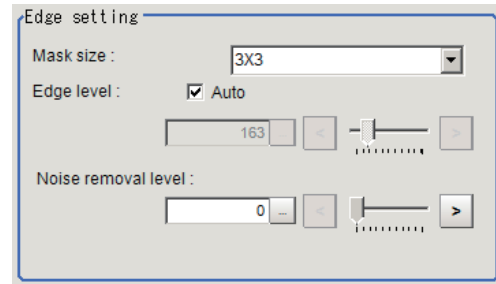 Edge setting
Mask size :
3X3
Edge level :
Auto
163 ... < >
Noise removal level :
0 ... < >